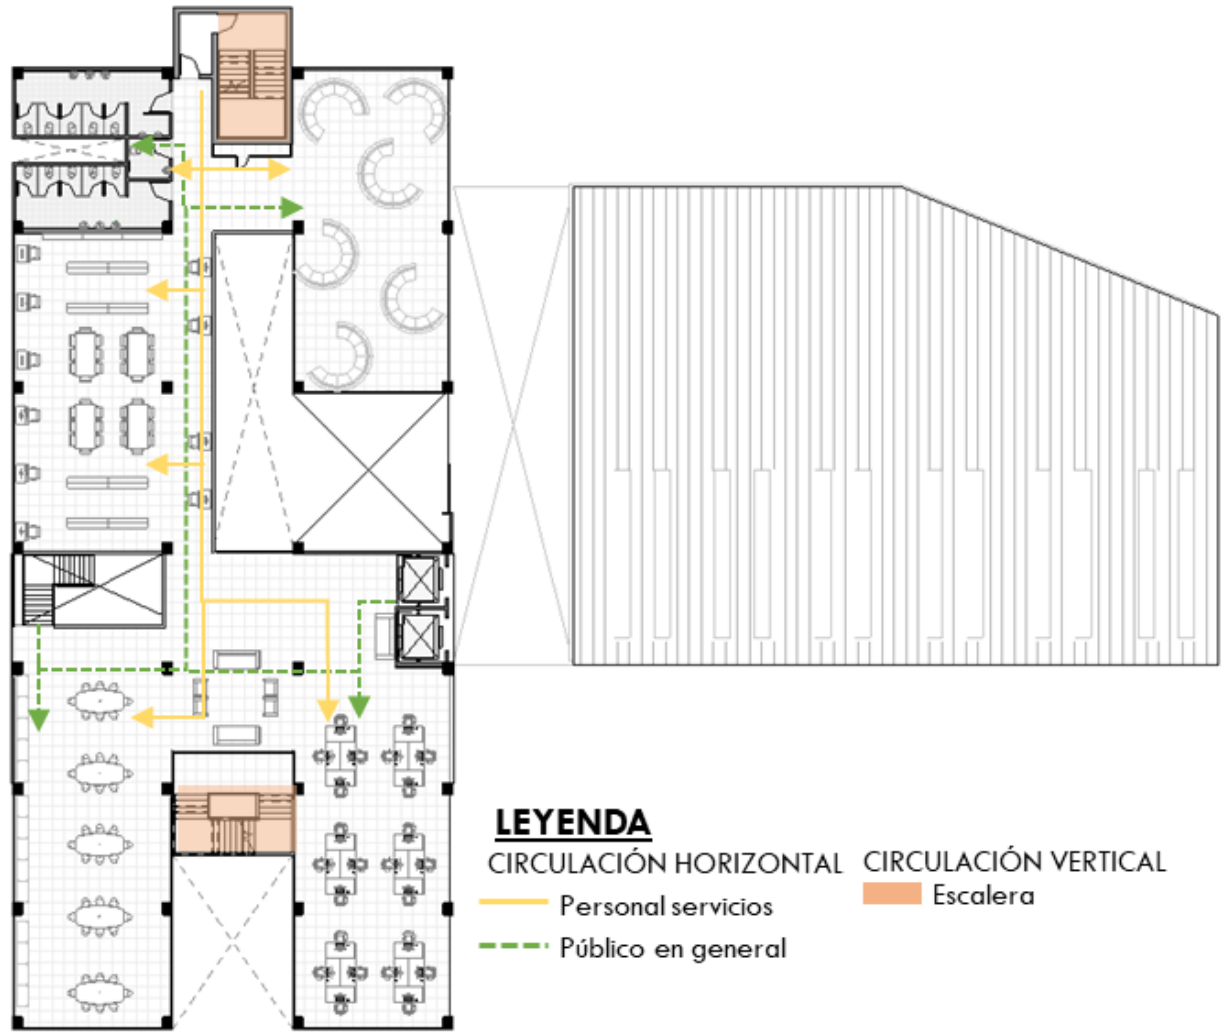 LEYENDA
CIRCULACIÓN HORIZONTAL
Personal servicios
Público en general
CIRCULACIÓN VERTICAL
Escalera